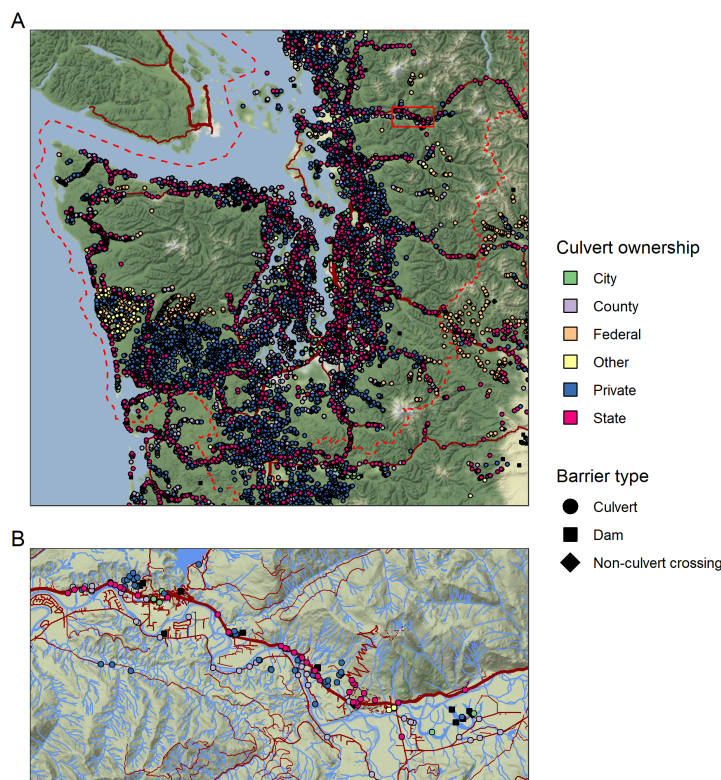 A
Culvert ownership
City
County
Federal
Other
Private
State
Barrier type
Culvert
Dam
Non-culvert crossing
B